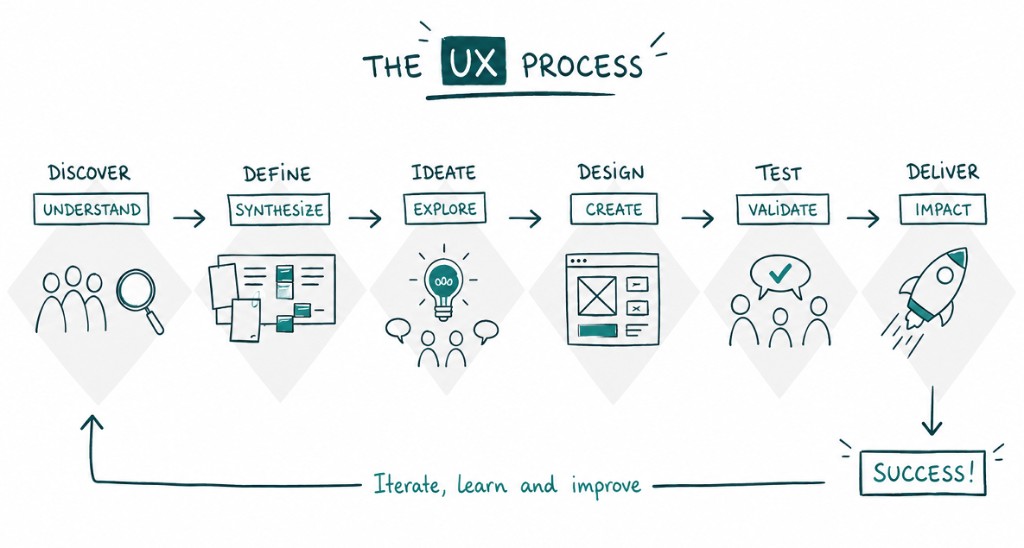 THE UX PROCESS
DISCOVER
UNDERSTAND
DEFINE
SYNTHESIZE
IDEATE
EXPLORE
DESIGN
CREATE
TEST
VALIDATE
DELIVER
IMPACT
SUCCESS!
Iterate, learn and improve